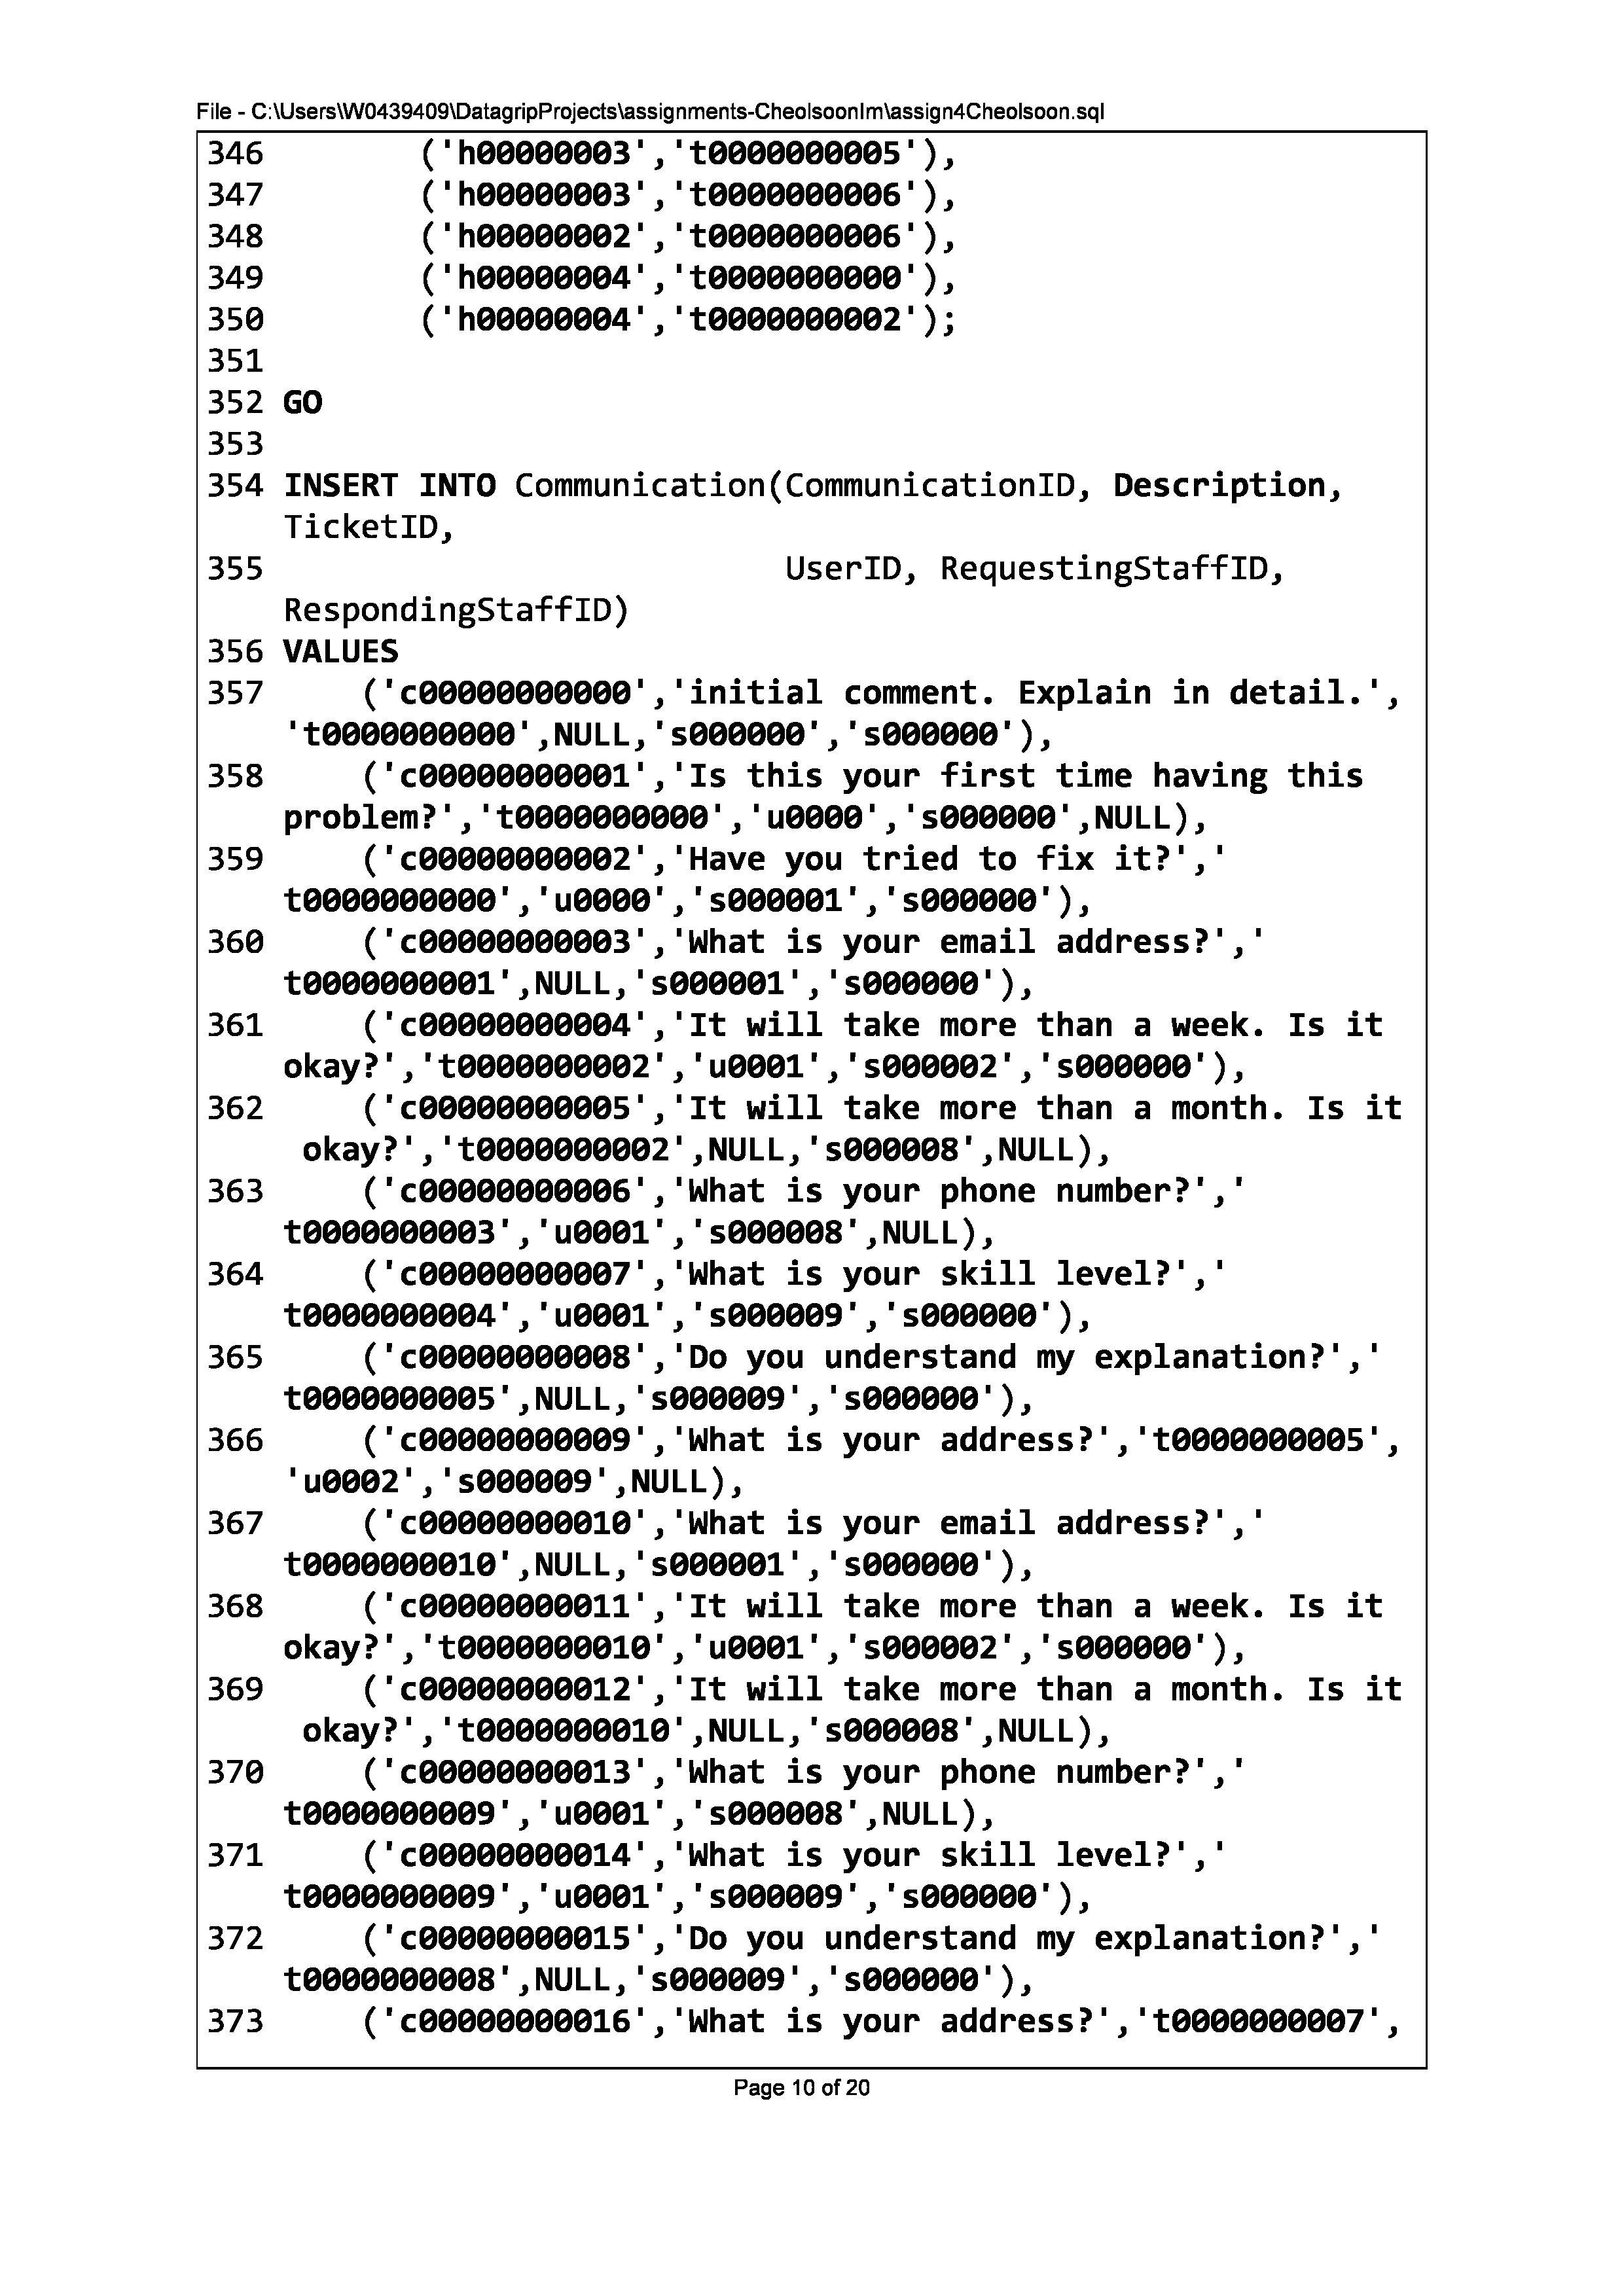 File - C:\Users\W0439409\DatagripProjects\assignments-CheolsoonIm\assign4Cheolsoon.sql
346        ('h00000003','t0000000005'),
347        ('h00000003','t0000000006'),
348        ('h00000002','t0000000006'),
349        ('h00000004','t0000000000'),
350        ('h00000004','t0000000002');
351
352 GO
353
354 INSERT INTO Communication(CommunicationID, Description,
    TicketID,
355                           UserID, RequestingStaffID,
    RespondingStaffID)
356 VALUES
357     ('c00000000000','initial comment. Explain in detail.',
    't0000000000',NULL,'s000000','s000000'),
358     ('c00000000001','Is this your first time having this
    problem?','t0000000000','u0000','s000000',NULL),
359     ('c00000000002','Have you tried to fix it?','
    t0000000000','u0000','s000001','s000000'),
360     ('c00000000003','What is your email address?','
    t0000000001',NULL,'s000001','s000000'),
361     ('c00000000004','It will take more than a week. Is it
    okay?','t0000000002','u0001','s000002','s000000'),
362     ('c00000000005','It will take more than a month. Is it
     okay?','t0000000002',NULL,'s000008',NULL),
363     ('c00000000006','What is your phone number?','
    t0000000003','u0001','s000008',NULL),
364     ('c00000000007','What is your skill level?','
    t0000000004','u0001','s000009','s000000'),
365     ('c00000000008','Do you understand my explanation?','
    t0000000005',NULL,'s000009','s000000'),
366     ('c00000000009','What is your address?','t0000000005',
    'u0002','s000009',NULL),
367     ('c00000000010','What is your email address?','
    t0000000010',NULL,'s000001','s000000'),
368     ('c00000000011','It will take more than a week. Is it
    okay?','t0000000010','u0001','s000002','s000000'),
369     ('c00000000012','It will take more than a month. Is it
     okay?','t0000000010',NULL,'s000008',NULL),
370     ('c00000000013','What is your phone number?','
    t0000000009','u0001','s000008',NULL),
371     ('c00000000014','What is your skill level?','
    t0000000009','u0001','s000009','s000000'),
372     ('c00000000015','Do you understand my explanation?','
    t0000000008',NULL,'s000009','s000000'),
373     ('c00000000016','What is your address?','t0000000007',
Page 10 of 20